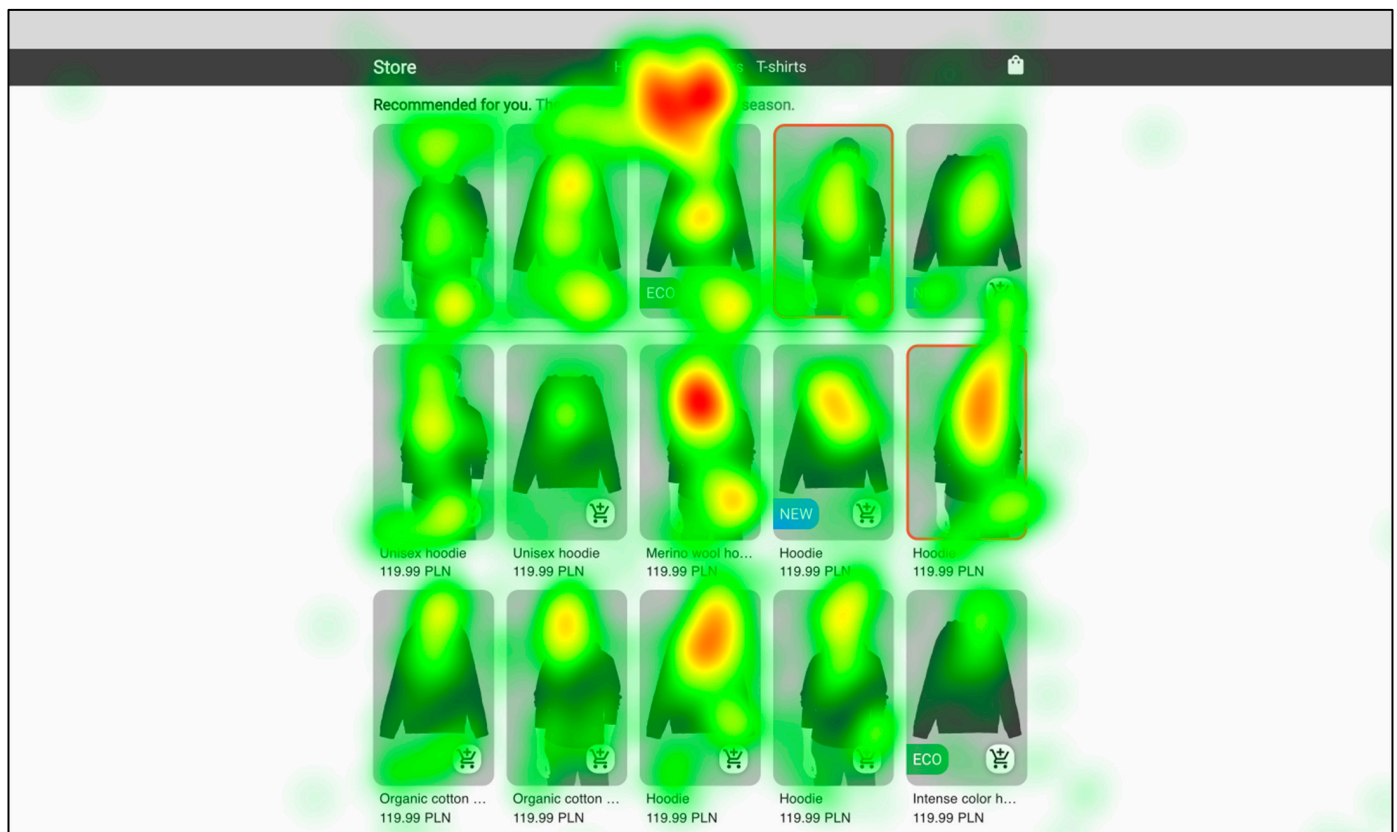 Store T-shirts
Recommended for you. season.
ECO
NEW
Unisex hoodie Unisex hoodie Merino wool ho... Hoodie Hoodie
119.99 PLN 119.99 PLN 119.99 PLN 119.99 PLN 119.99 PLN
ECO
Organic cotton ... Organic cotton ... Hoodie Hoodie Intense color h...
119.99 PLN 119.99 PLN 119.99 PLN 119.99 PLN 119.99 PLN